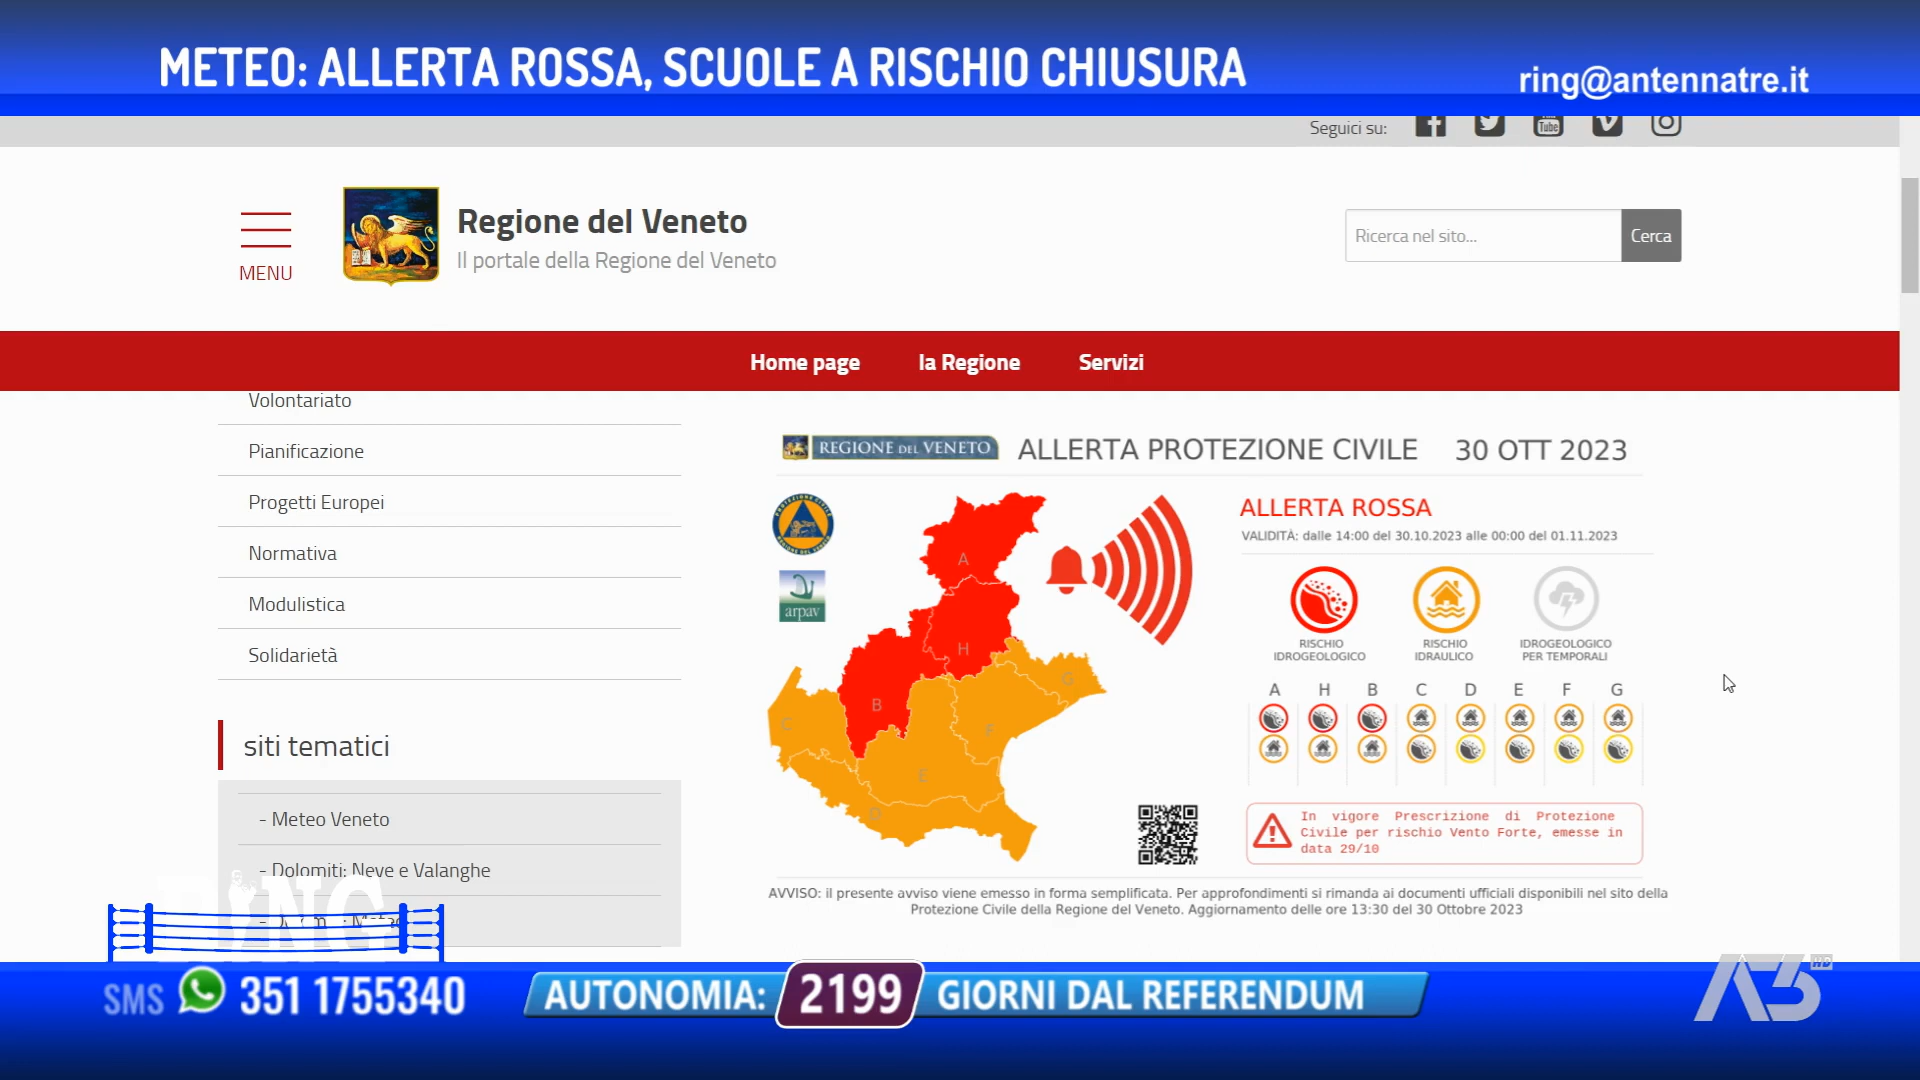 METEO: ALLERTA ROSSA, SCUOLE A RISCHIO CHIUSURA
ring@antennatre.it
Seguici su:
You Tube
MENU
Regione del Veneto
Il portale della Regione del Veneto
Ricerca nel sito...
Cerca
Home page
la Regione
Servizi
Volontariato
Pianificazione
Progetti Europei
Normativa
Modulistica
Solidarietà
siti tematici
- Meteo Veneto
- Dolomiti: Neve e Valanghe
REGIONE DEL VENETO
ALLERTA PROTEZIONE CIVILE
30 OTT 2023
arpav
A
H
B
C
G
F
E
D
ALLERTA ROSSA
VALIDITÀ: dalle 14:00 del 30.10.2023 alle 00:00 del 01.11.2023
RISCHIO
IDROGEOLOGICO
RISCHIO
IDRAULICO
IDROGEOLOGICO
PER TEMPORALI
A H B C D E F G
In vigore Prescrizione di Protezione
Civile per rischio Vento Forte, emesse in
data 29/10
AVVISO: il presente avviso viene emesso in forma semplificata. Per approfondimenti si rimanda ai documenti ufficiali disponibili nel sito della
Protezione Civile della Regione del Veneto. Aggiornamento delle ore 13:30 del 30 Ottobre 2023
RING
SMS 351 1755340
AUTONOMIA: 2199 GIORNI DAL REFERENDUM
A3 HD